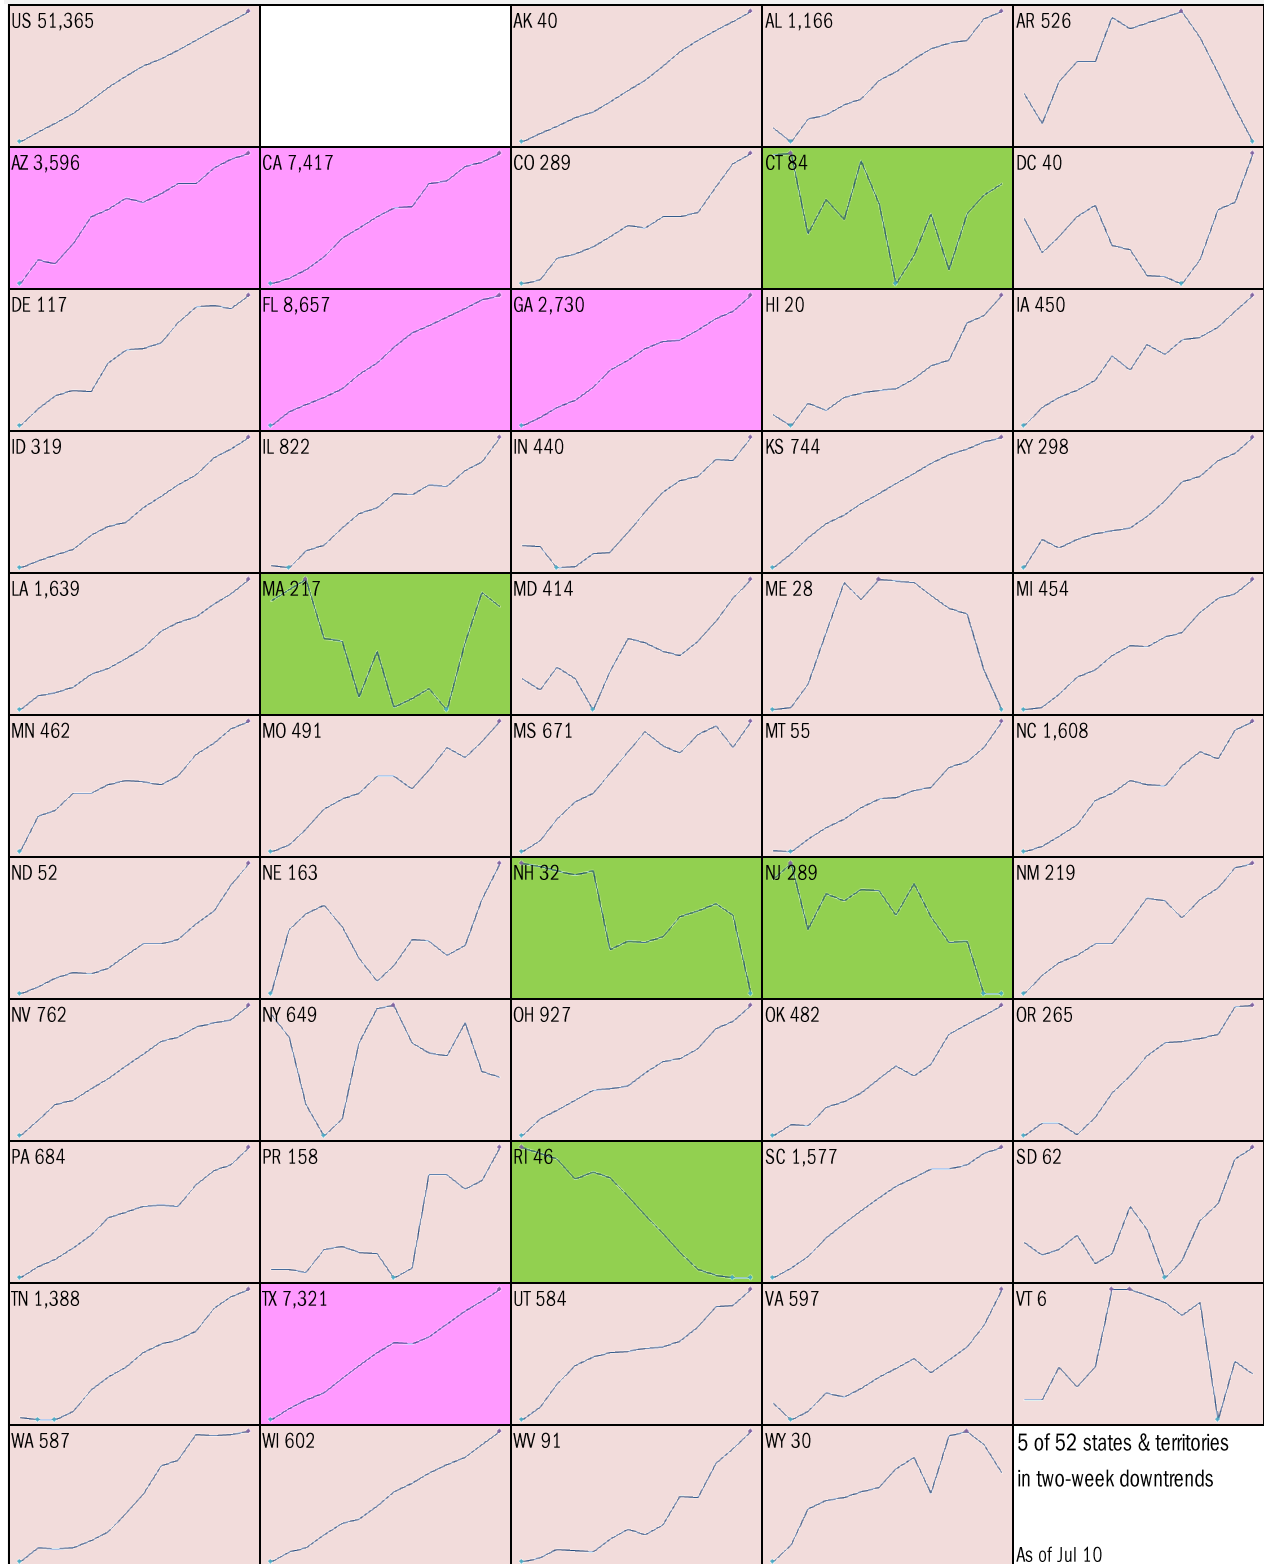 US 51,365
AK 40
AL 1,166
AR 526
AZ 3,596
CA 7,417
CO 289
CT 84
DC 40
DE 117
FL 8,657
GA 2,730
HI 20
IA 450
ID 319
IL 822
IN 440
KS 744
KY 298
LA 1,639
MA 217
MD 414
ME 28
MI 454
MN 462
MO 491
MS 671
MT 55
NC 1,608
ND 52
NE 163
NH 32
NJ 289
NM 219
NV 762
NY 649
OH 927
OK 482
OR 265
PA 684
PR 158
RI 46
SC 1,577
SD 62
TN 1,388
TX 7,321
UT 584
VA 597
VT 6
WA 587
WI 602
WV 91
WY 30
5 of 52 states & territories
in two-week downtrends
As of Jul 10